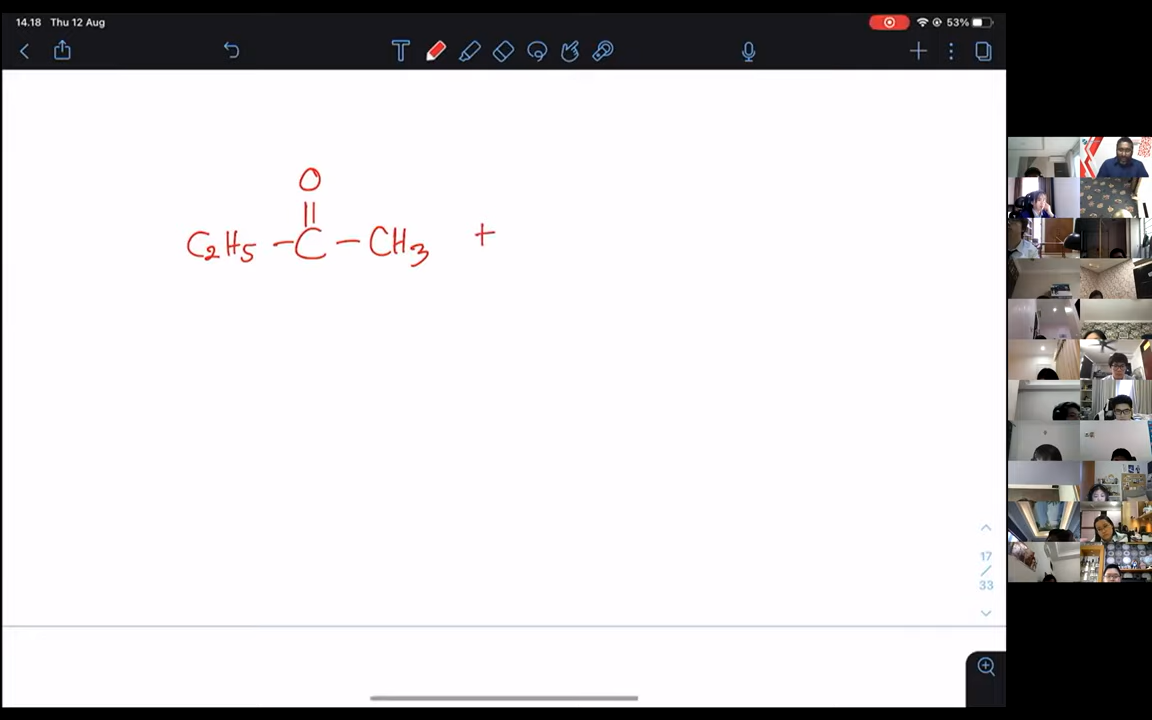 14.18 Thu 12 Aug
53%
T
O
||
C₂H₅ – C – CH₃ +
17
/
33